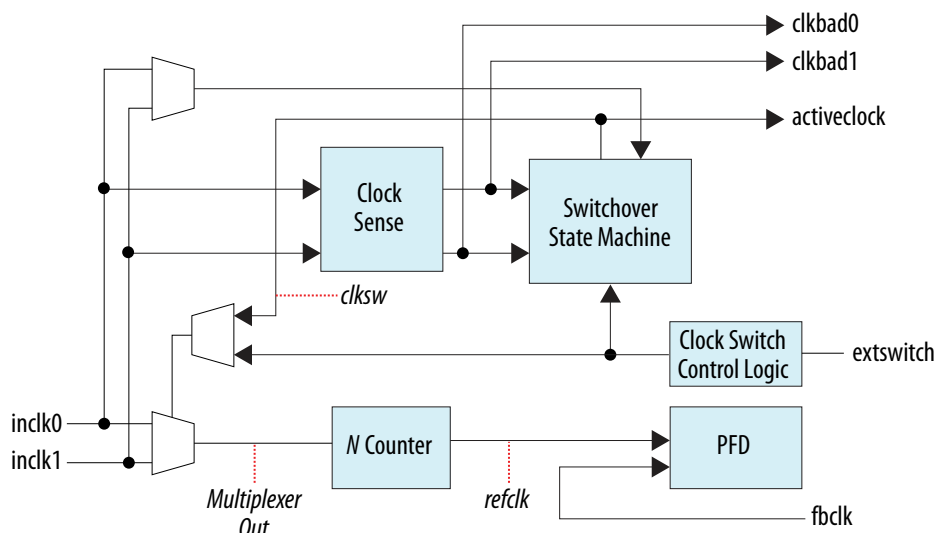 clkbad0
clkbad1
activeclock
Clock
Sense
Switchover
State Machine
clksw
Clock Switch
Control Logic
extswitch
inclk0
inclk1
N Counter
PFD
Multiplexer
Out
refclk
fbclk